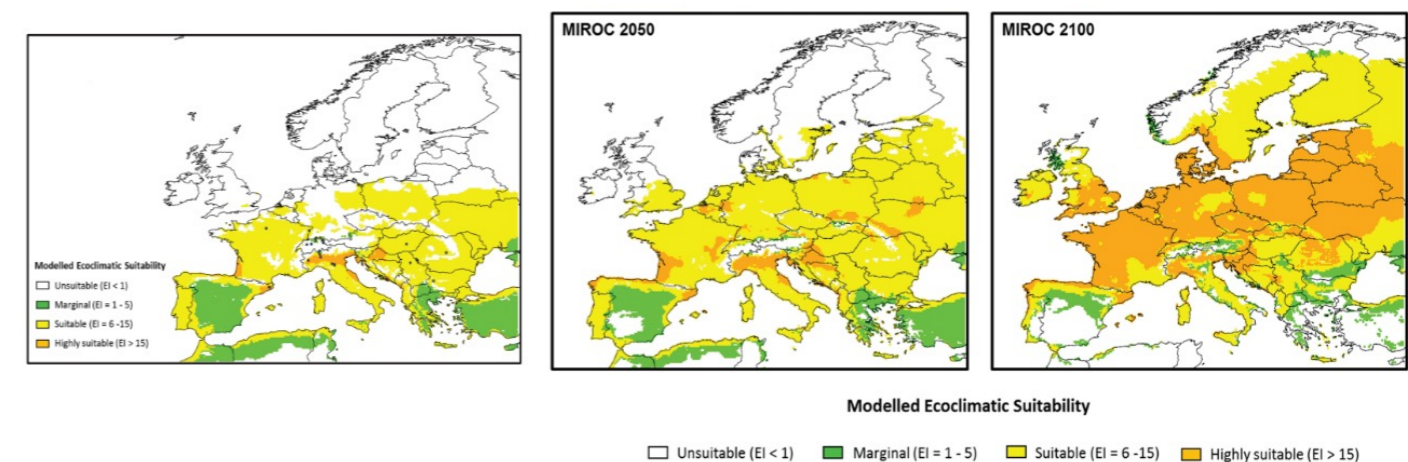 MIROC 2050
MIROC 2100
Modelled Ecoclimatic Suitability
Unsuitable (EI < 1)
Marginal (EI = 1 - 5)
Suitable (EI = 6 -15)
Highly suitable (EI > 15)
Modelled Ecoclimatic Suitability
Unsuitable (EI < 1) Marginal (EI = 1 - 5) Suitable (EI = 6 -15) Highly suitable (EI > 15)